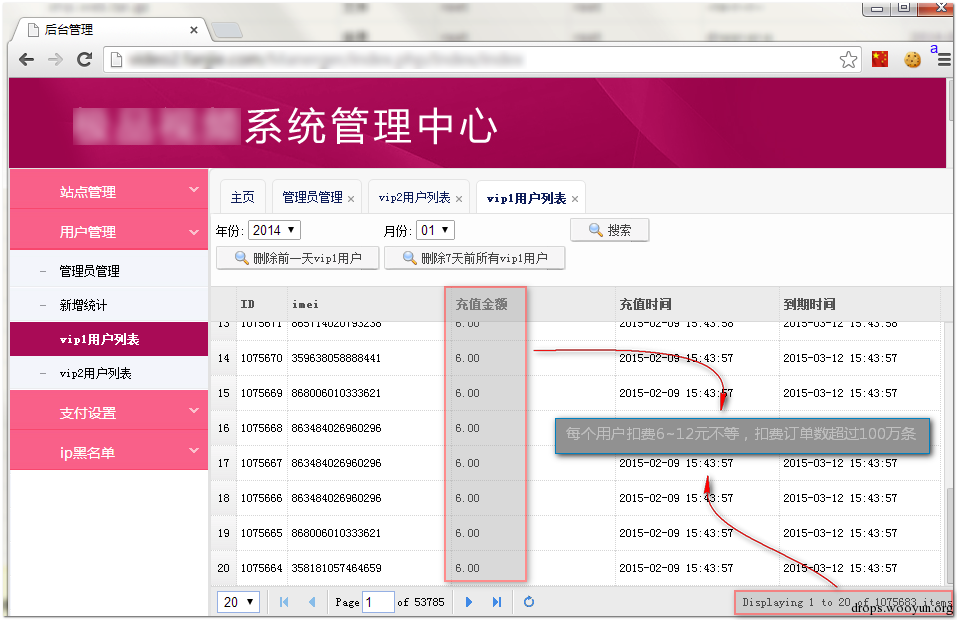 后台管理
a
系统管理中心
站点管理
用户管理
管理员管理
新增统计
vip1用户列表
vip2用户列表
支付设置
ip黑名单
主页 管理员管理 × vip2用户列表 × vip1用户列表 ×
年份: 2014 月份: 01 搜索
删除前一天vip1用户 删除7天前所有vip1用户
ID imei 充值金额 充值时间 到期时间
13 1075671 865714020793238 6.00 2015-02-09 15:43:58 2015-03-12 15:43:58
14 1075670 359638058888441 6.00 2015-02-09 15:43:57 2015-03-12 15:43:57
15 1075669 868006010333621 6.00 2015-02-09 15:43:57 2015-03-12 15:43:57
16 1075668 863484026960296 6.00
每个用户扣费6~12元不等，扣费订单数超过100万条
17 1075667 863484026960296 6.00 2015-02-09 15:43:57 2015-03-12 15:43:57
18 1075666 863484026960296 6.00 2015-02-09 15:43:57 2015-03-12 15:43:57
19 1075665 868006010333621 6.00 2015-02-09 15:43:57 2015-03-12 15:43:57
20 1075664 358181057464659 6.00 2015-02-09 15:43:57 2015-03-12 15:43:57
20 Page 1 of 53785 Displaying 1 to 20 of 1075683 items
drops.wooyun.org